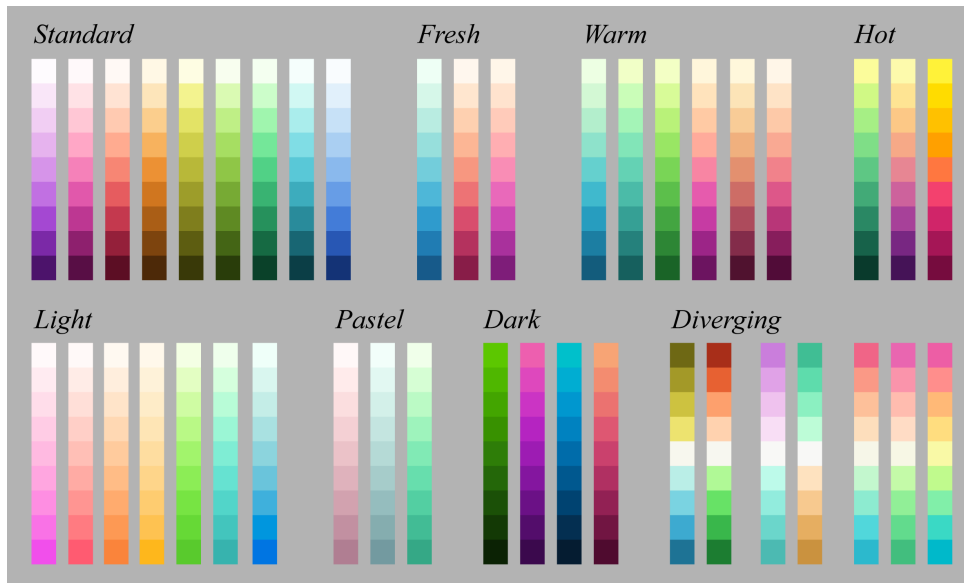 Standard
Fresh
Warm
Hot
Light
Pastel
Dark
Diverging